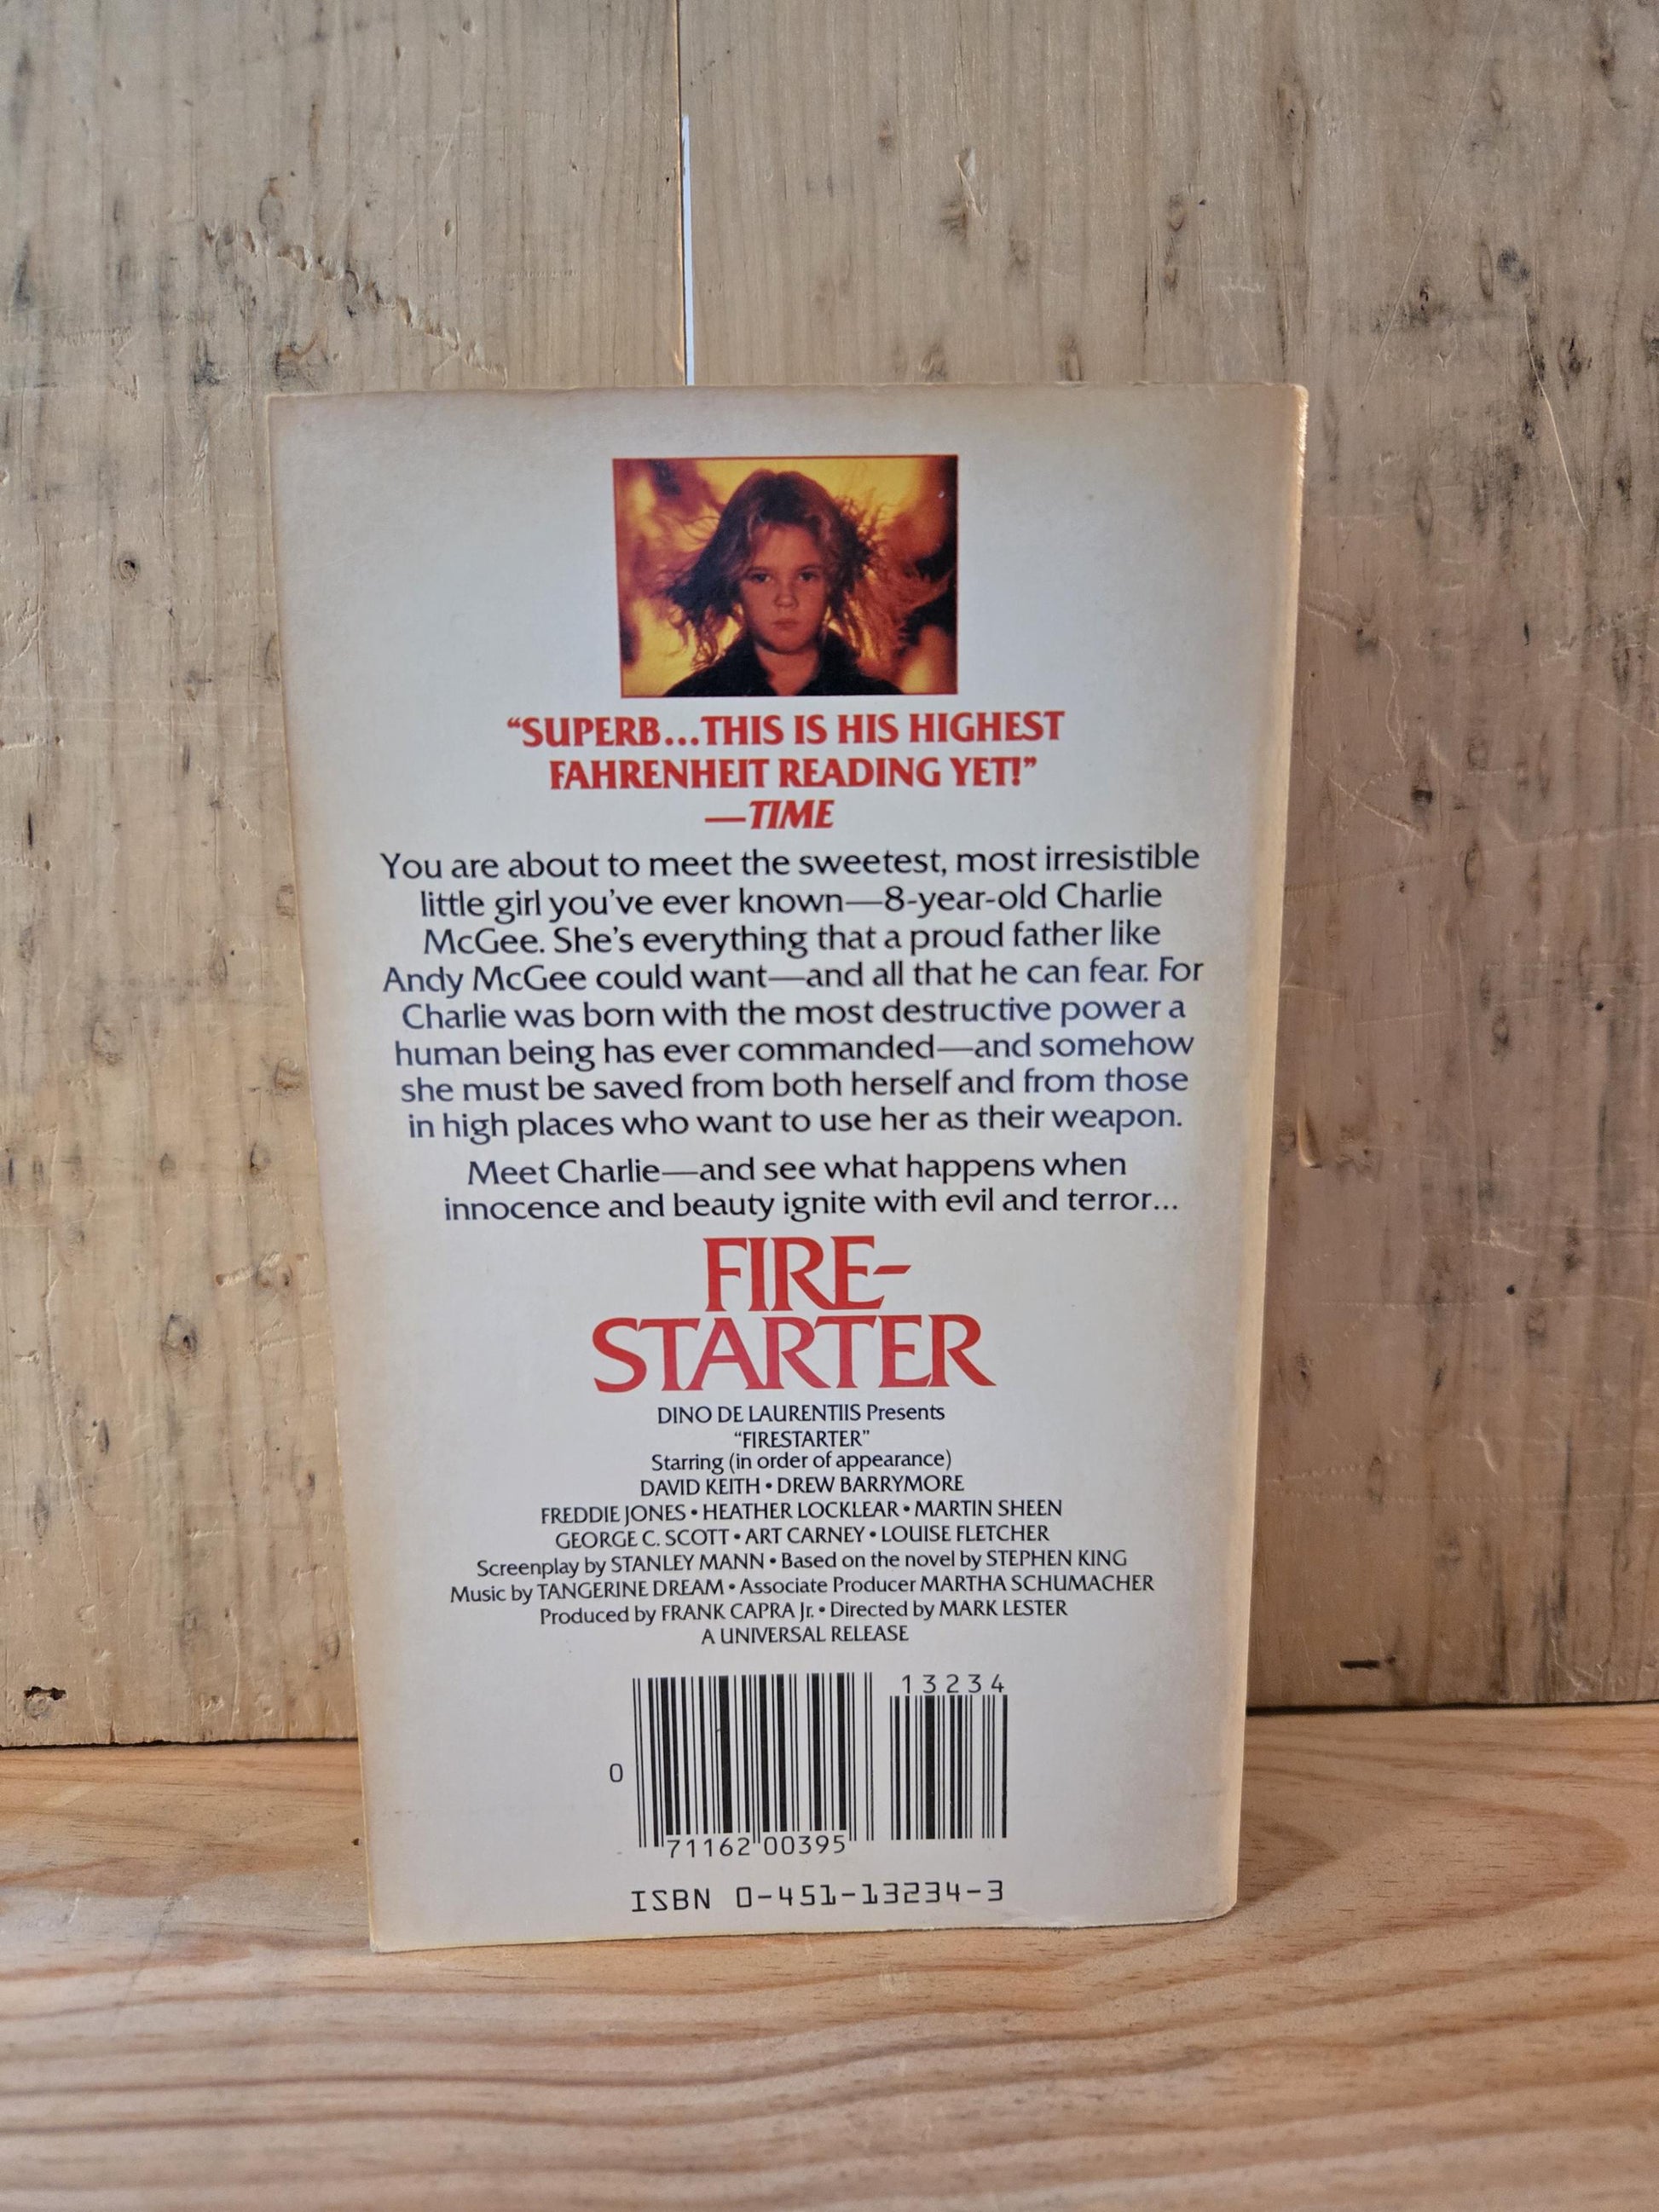 “SUPERB...THIS IS HIS HIGHEST
FAHRENHEIT READING YET!”
—TIME
You are about to meet the sweetest, most irresistible
little girl you’ve ever known—8-year-old Charlie
McGee. She’s everything that a proud father like
Andy McGee could want—and all that he can fear. For
Charlie was born with the most destructive power a
human being has ever commanded—and somehow
she must be saved from both herself and from those
in high places who want to use her as their weapon.
Meet Charlie—and see what happens when
innocence and beauty ignite with evil and terror...
FIRE-
STARTER
DINO DE LAURENTIIS Presents
“FIRESTARTER”
Starring (in order of appearance)
DAVID KEITH • DREW BARRYMORE
FREDDIE JONES • HEATHER LOCKLEAR • MARTIN SHEEN
GEORGE C. SCOTT • ART CARNEY • LOUISE FLETCHER
Screenplay by STANLEY MANN • Based on the novel by STEPHEN KING
Music by TANGERINE DREAM • Associate Producer MARTHA SCHUMACHER
Produced by FRANK CAPRA Jr. • Directed by MARK LESTER
A UNIVERSAL RELEASE
13234
0
71162 00395
ISBN 0-451-13234-3